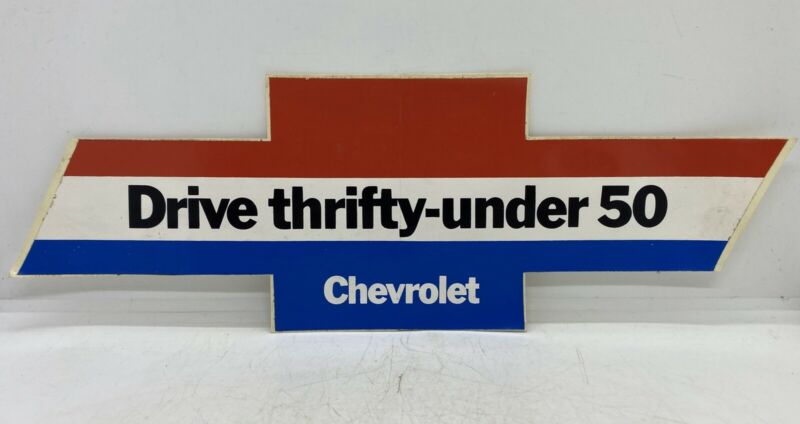 Drive thrifty-under 50
Chevrolet